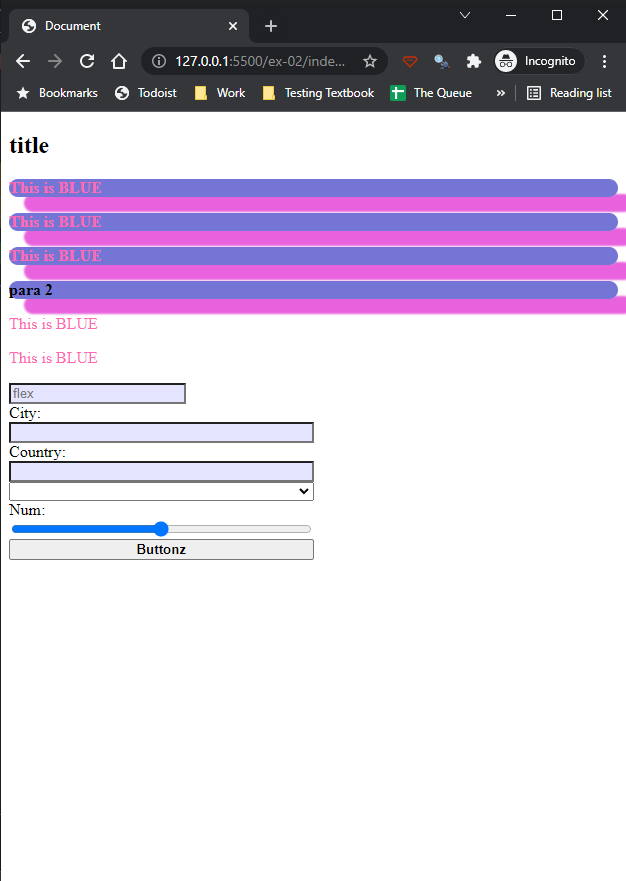 Document
127.0.0.1:5500/ex-02/inde...
Incognito
Bookmarks Todoist Work Testing Textbook The Queue » Reading list
title
This is BLUE
This is BLUE
This is BLUE
para 2
This is BLUE
This is BLUE
flex
City:
Country:
Num:
Buttonz